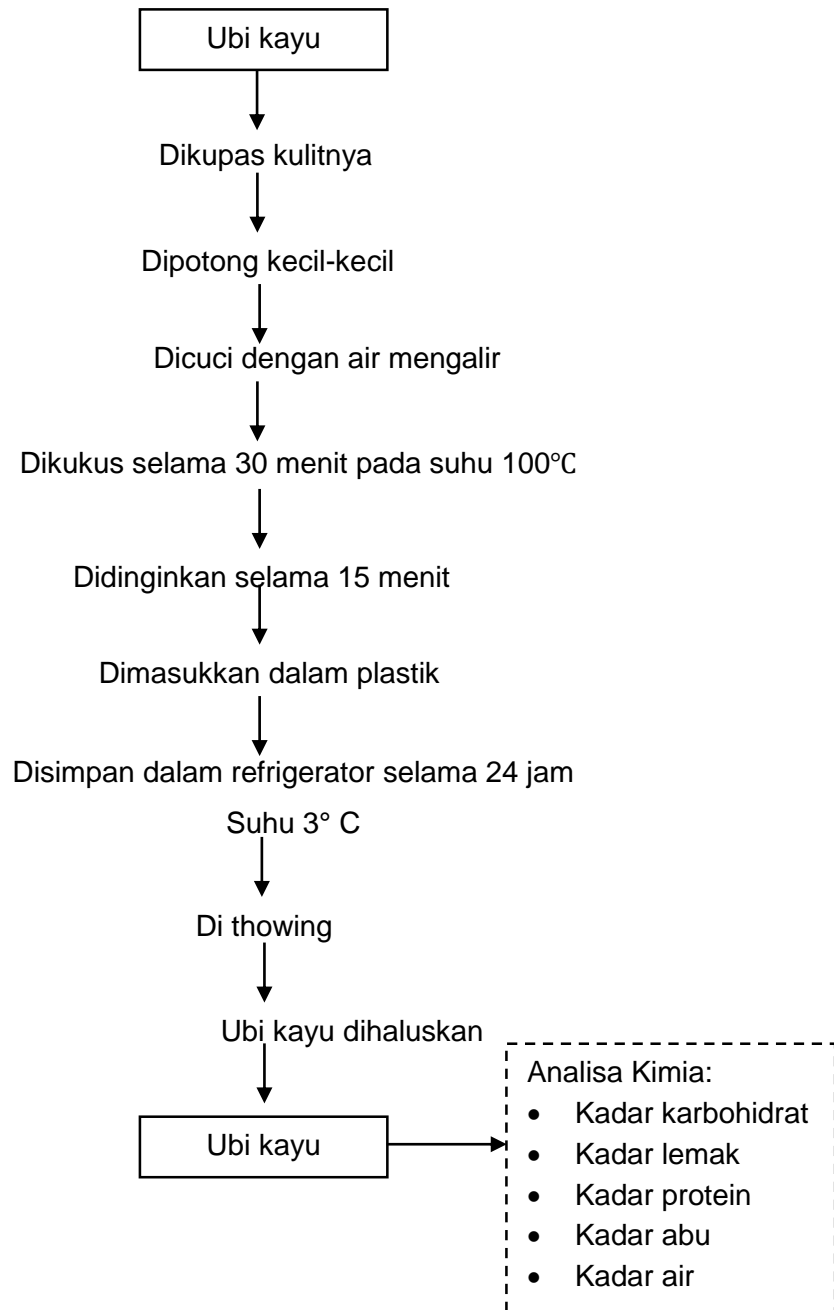 Ubi kayu
Dikupas kulitnya
Dipotong kecil-kecil
Dicuci dengan air mengalir
Dikukus selama 30 menit pada suhu 100℃
Didinginkan selama 15 menit
Dimasukkan dalam plastik
Disimpan dalam refrigerator selama 24 jam
Suhu 3° C
Di thowing
Ubi kayu dihaluskan
Ubi kayu
Analisa Kimia:
• Kadar karbohidrat
• Kadar lemak
• Kadar protein
• Kadar abu
• Kadar air